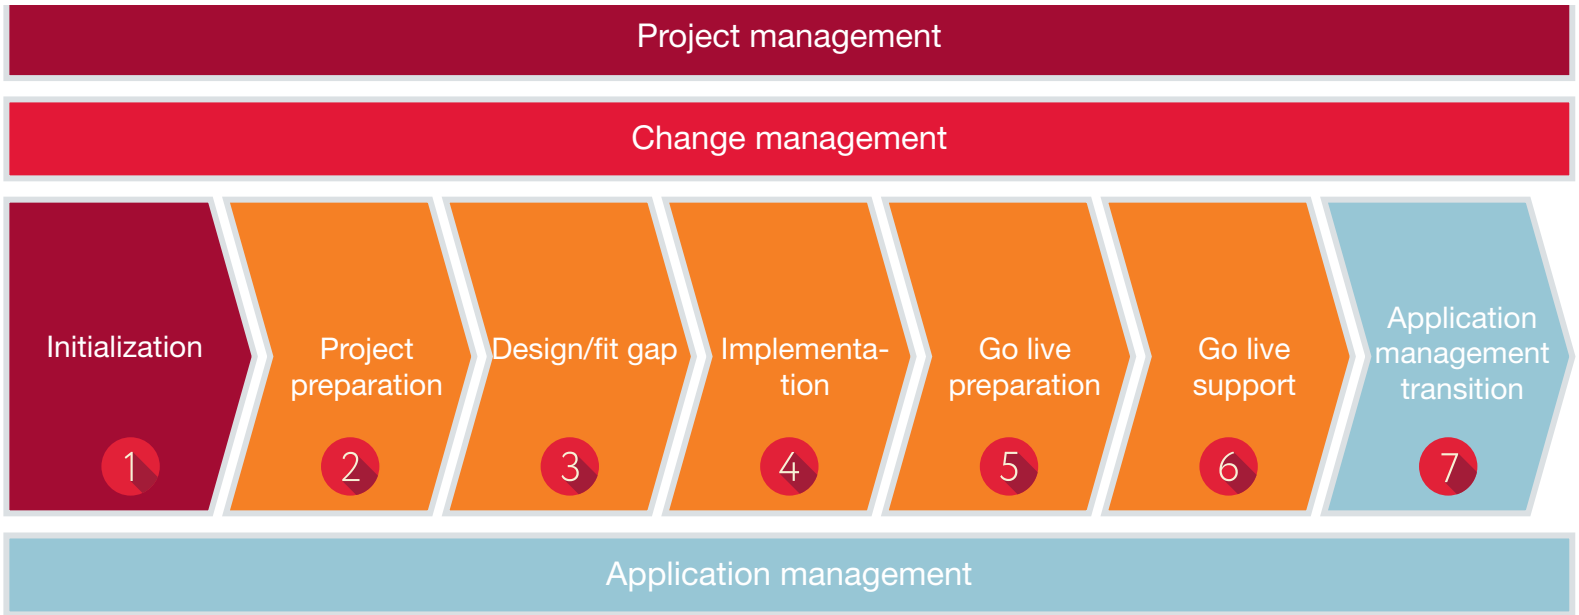 Project management
Change management
Initialization
1
Project
preparation
2
Design/fit gap
3
Implementa-
tion
4
Go live
preparation
5
Go live
support
6
Application
management
transition
7
Application management